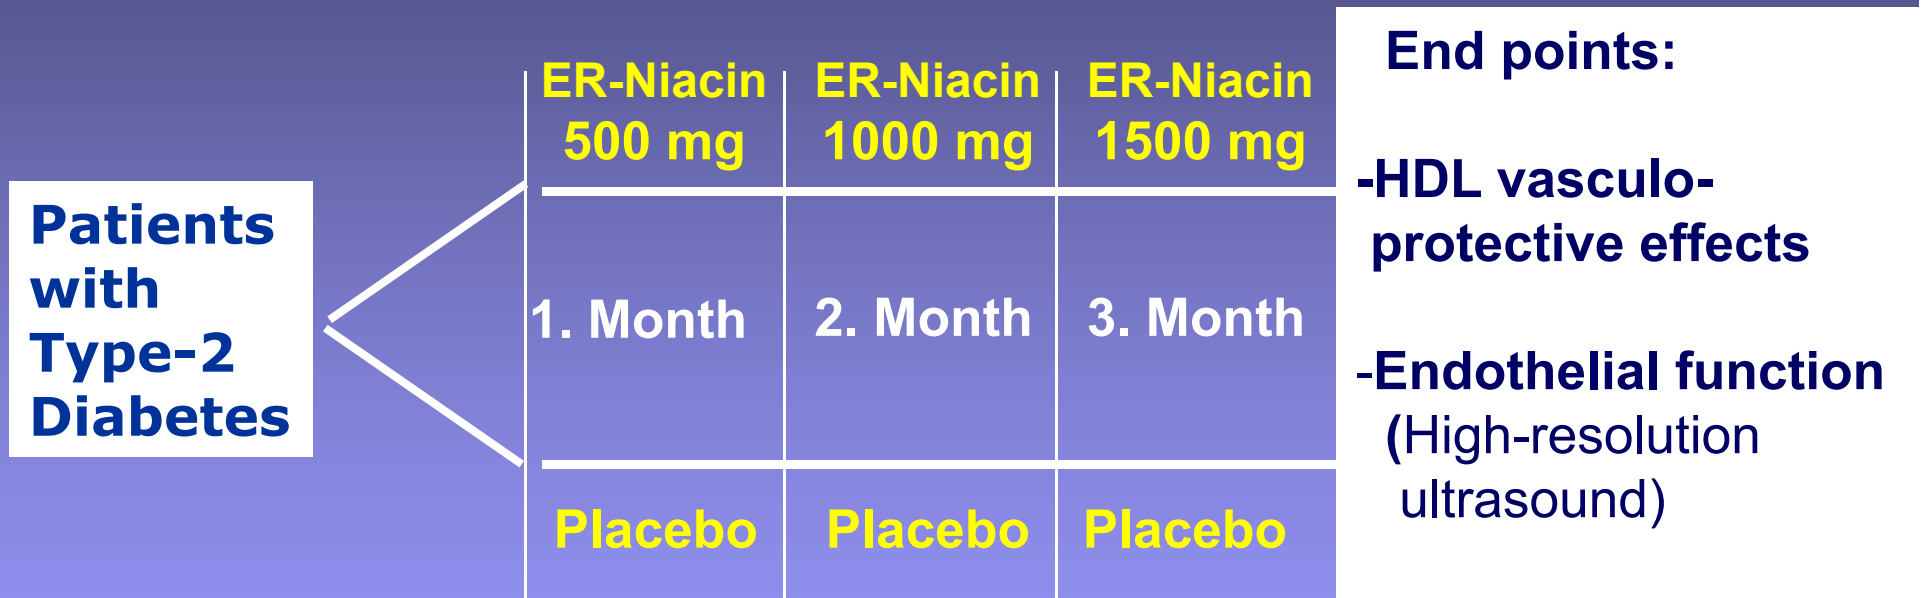 Patients
with
Type-2
Diabetes
ER-Niacin
500 mg
ER-Niacin
1000 mg
ER-Niacin
1500 mg
1. Month
2. Month
3. Month
Placebo
Placebo
Placebo
End points:
-HDL vasculo-
protective effects
-Endothelial function
(High-resolution
ultrasound)